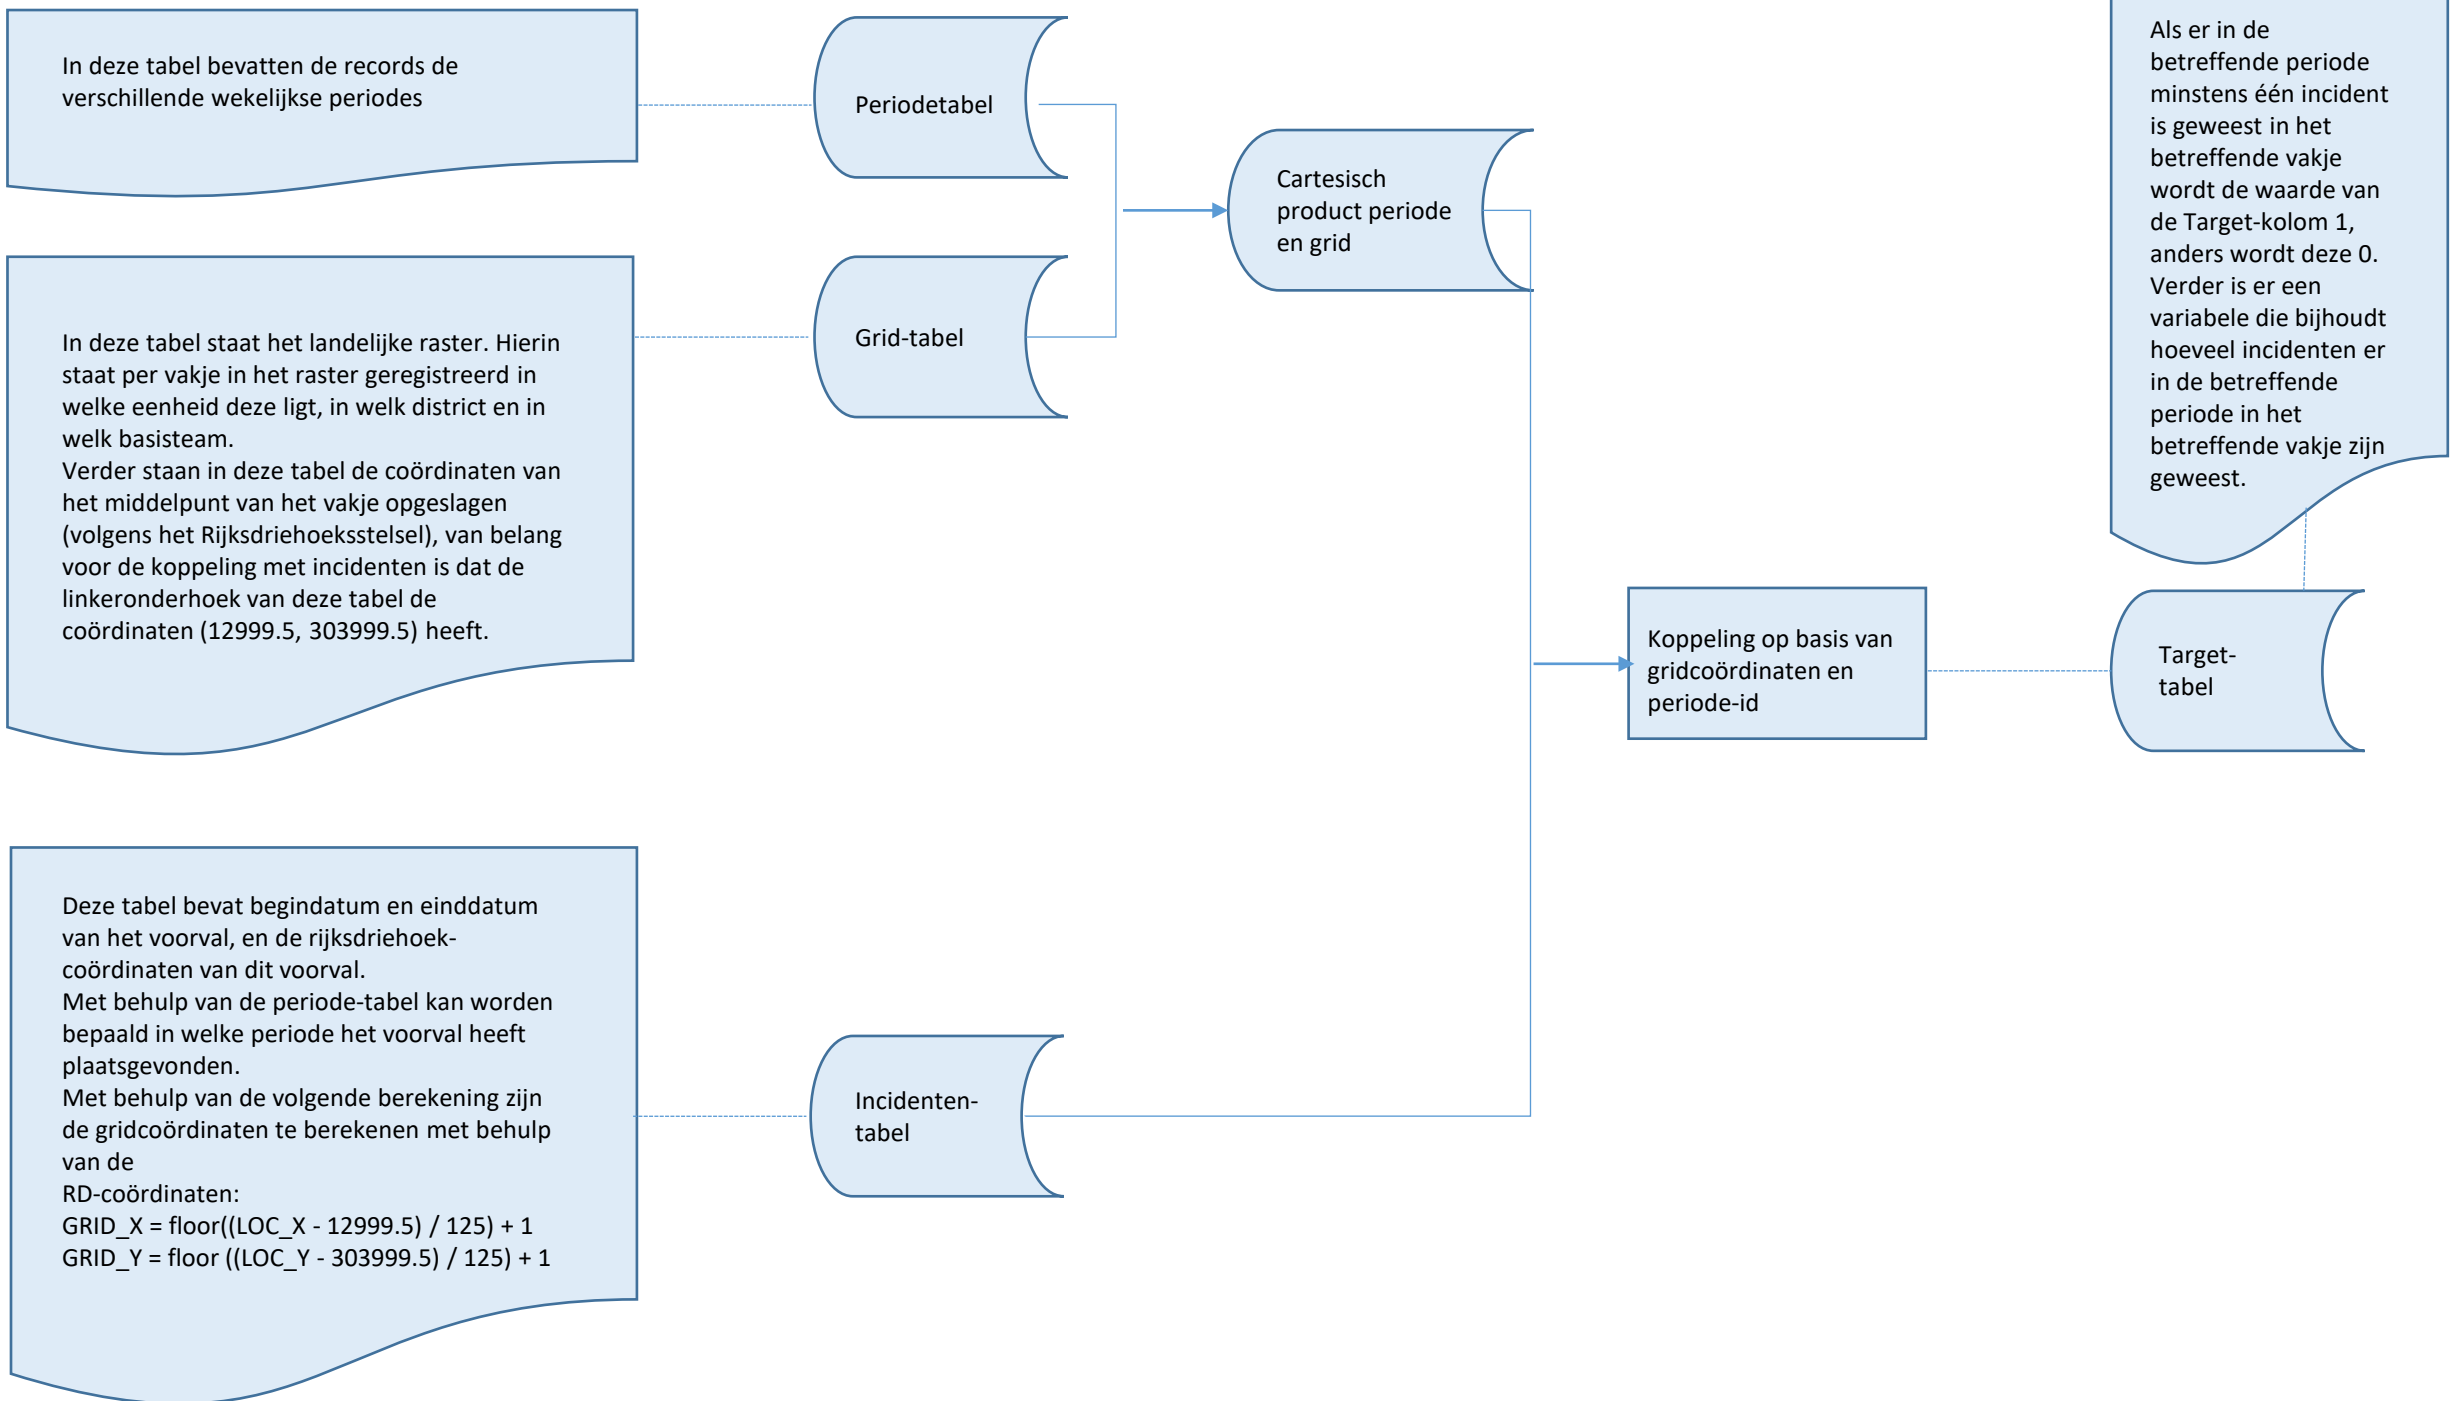 In deze tabel bevatten de records de
verschillende wekelijkse periodes
Periodetabel
Cartesisch
product periode
en grid
Als er in de
betreffende periode
minstens één incident
is geweest in het
betreffende vakje
wordt de waarde van
de Target-kolom 1,
anders wordt deze 0.
Verder is er een
variabele die bijhoudt
hoeveel incidenten er
in de betreffende
periode in het
betreffende vakje zijn
geweest.
In deze tabel staat het landelijke raster. Hierin
staat per vakje in het raster geregistreerd in
welke eenheid deze ligt, in welk district en in
welk basisteam.
Verder staan in deze tabel de coördinaten van
het middelpunt van het vakje opgeslagen
(volgens het Rijksdriehoeksstelsel), van belang
voor de koppeling met incidenten is dat de
linkeronderhoek van deze tabel de
coördinaten (12999.5, 303999.5) heeft.
Grid-tabel
Koppeling op basis van
gridcoördinaten en
periode-id
Target-
tabel
Deze tabel bevat begindatum en einddatum
van het voorval, en de rijksdriehoek-
coördinaten van dit voorval.
Met behulp van de periode-tabel kan worden
bepaald in welke periode het voorval heeft
plaatsgevonden.
Met behulp van de volgende berekening zijn
de gridcoördinaten te berekenen met behulp
van de
RD-coördinaten:
GRID_X = floor((LOC_X - 12999.5) / 125) + 1
GRID_Y = floor ((LOC_Y - 303999.5) / 125) + 1
Incidenten-
tabel